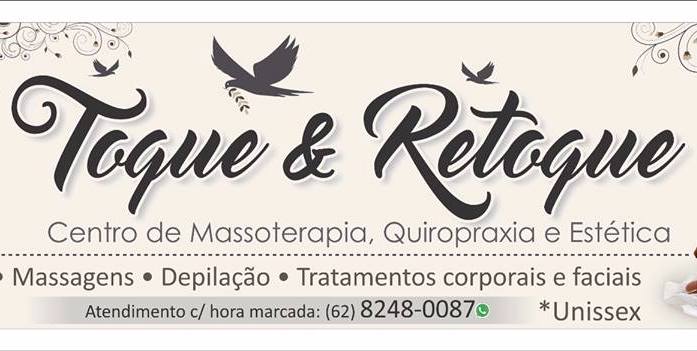 Toque & Retoque
Centro de Massoterapia, Quiropraxia e Estética
• Massagens • Depilação • Tratamentos corporais e faciais
Atendimento c/ hora marcada: (62) 8248-0087
*Unissex